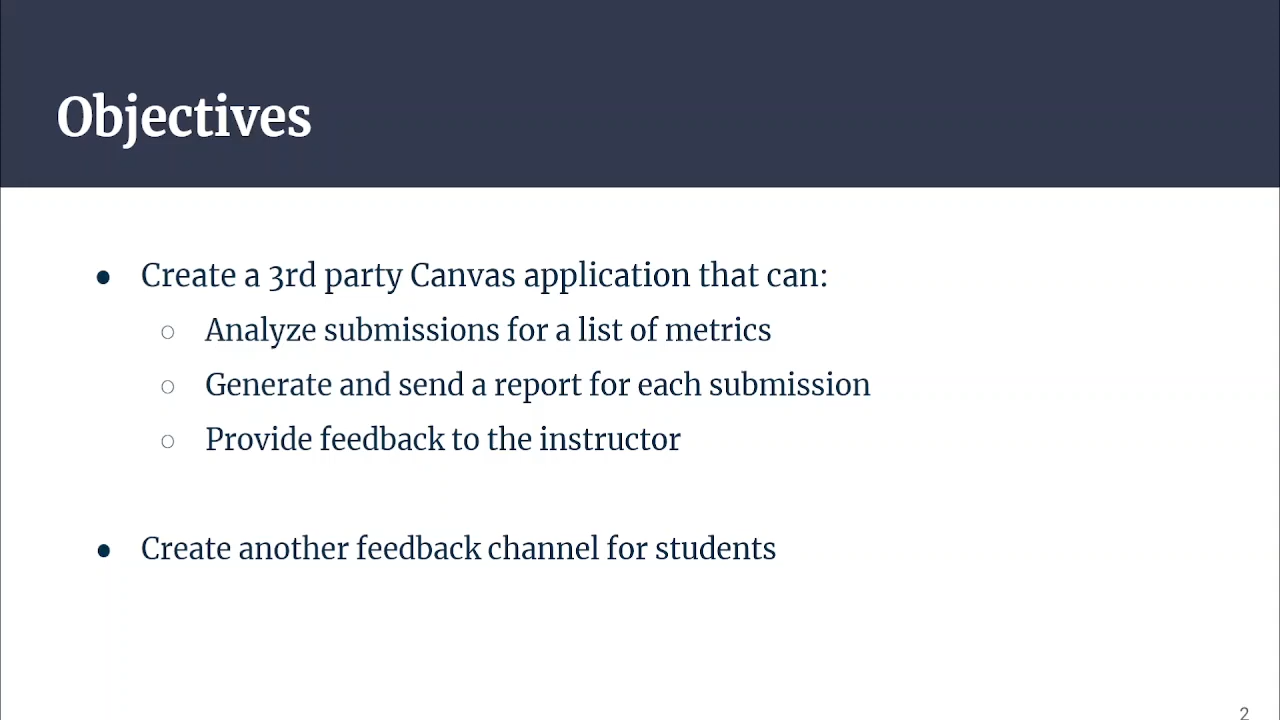 Objectives
● Create a 3rd party Canvas application that can:
○ Analyze submissions for a list of metrics
○ Generate and send a report for each submission
○ Provide feedback to the instructor
● Create another feedback channel for students
2